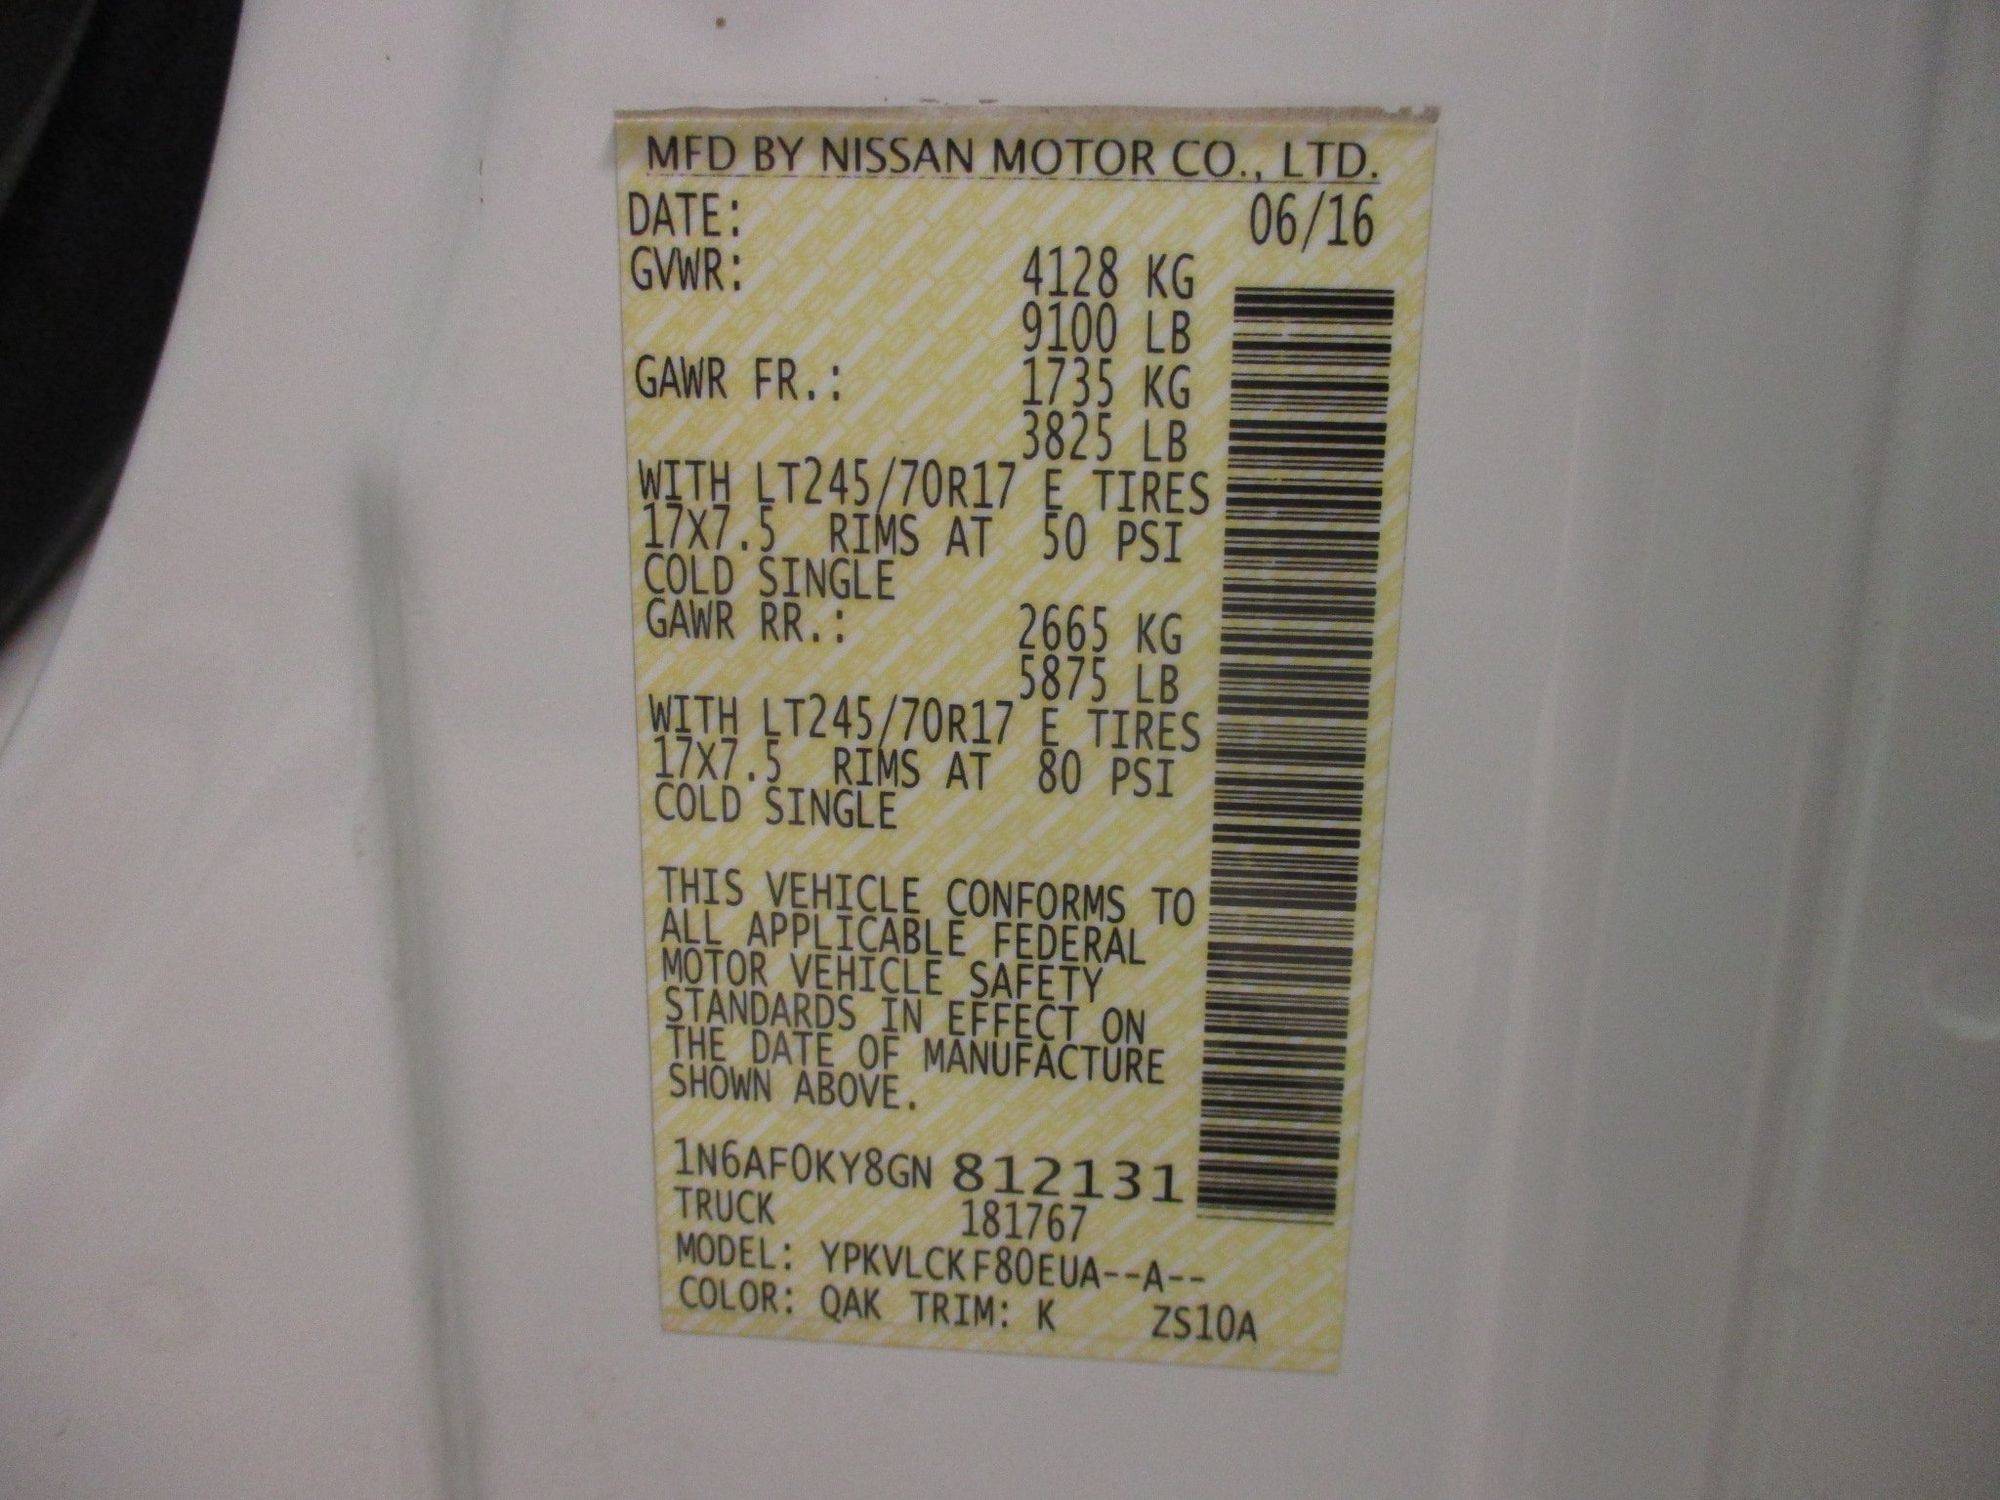 MFD BY NISSAN MOTOR CO., LTD.
DATE: 06/16
GVWR: 4128 KG
9100 LB
GAWR FR.: 1735 KG
3825 LB
WITH LT245/70R17 E TIRES
17X7.5 RIMS AT 50 PSI
COLD SINGLE
GAWR RR.: 2665 KG
5875 LB
WITH LT245/70R17 E TIRES
17X7.5 RIMS AT 80 PSI
COLD SINGLE
THIS VEHICLE CONFORMS TO
ALL APPLICABLE FEDERAL
MOTOR VEHICLE SAFETY
STANDARDS IN EFFECT ON
THE DATE OF MANUFACTURE
SHOWN ABOVE.
1N6AF0KY8GN 812131
TRUCK 181767
MODEL: YPKVLCKF80EUA--A--
COLOR: QAK TRIM: K ZS10A